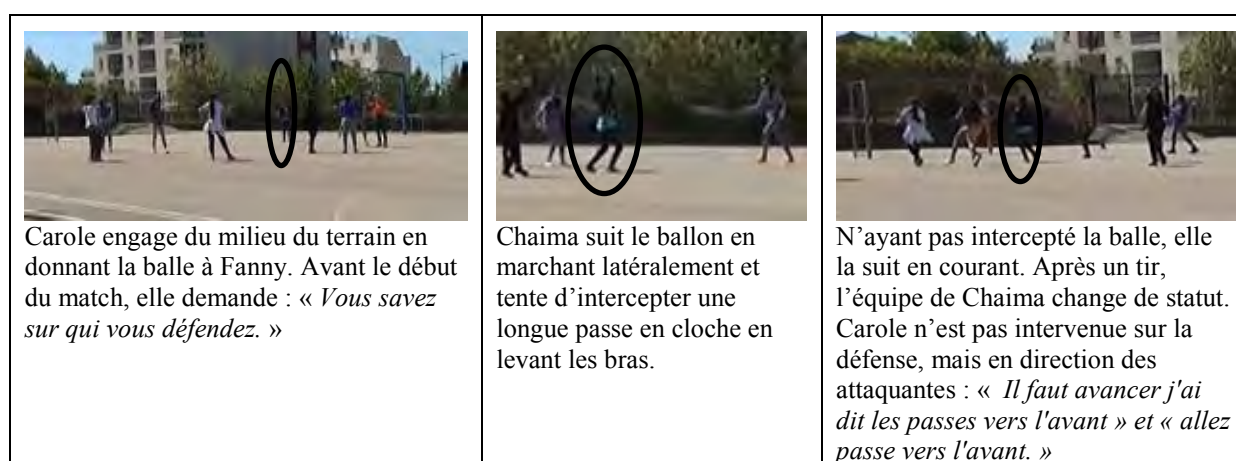 Carole engage du milieu du terrain en
donnant la balle à Fanny. Avant le début
du match, elle demande : « Vous savez
sur qui vous défendez. »
Chaima suit le ballon en
marchant latéralement et
tente d’intercepter une
longue passe en cloche en
levant les bras.
N’ayant pas intercepté la balle, elle
la suit en courant. Après un tir,
l’équipe de Chaima change de statut.
Carole n’est pas intervenue sur la
défense, mais en direction des
attaquantes : « Il faut avancer j'ai
dit les passes vers l'avant » et « allez
passe vers l'avant. »